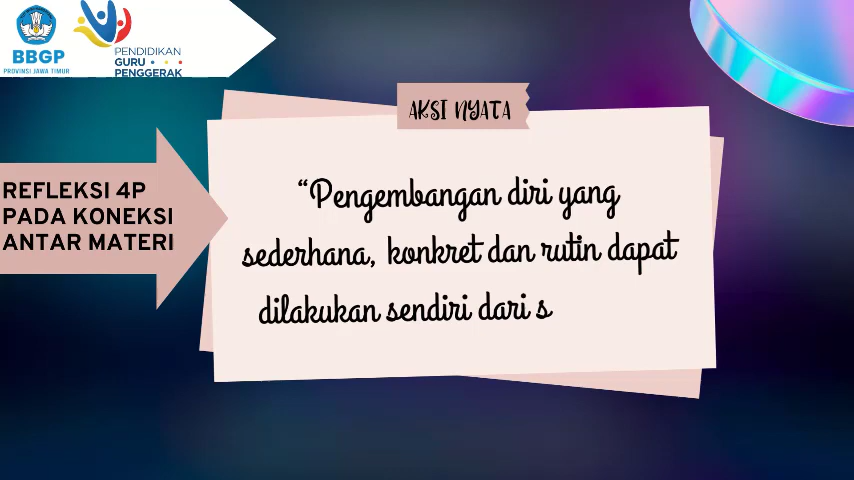 BBGP
PROVINSI JAWA TIMUR
PENDIDIKAN
GURU
PENGGERAK
AKSI NYATA
REFLEKSI 4P
PADA KONEKSI
ANTAR MATERI
“Pengembangan diri yang
sederhana, konkret dan rutin dapat
dilakukan sendiri dari s